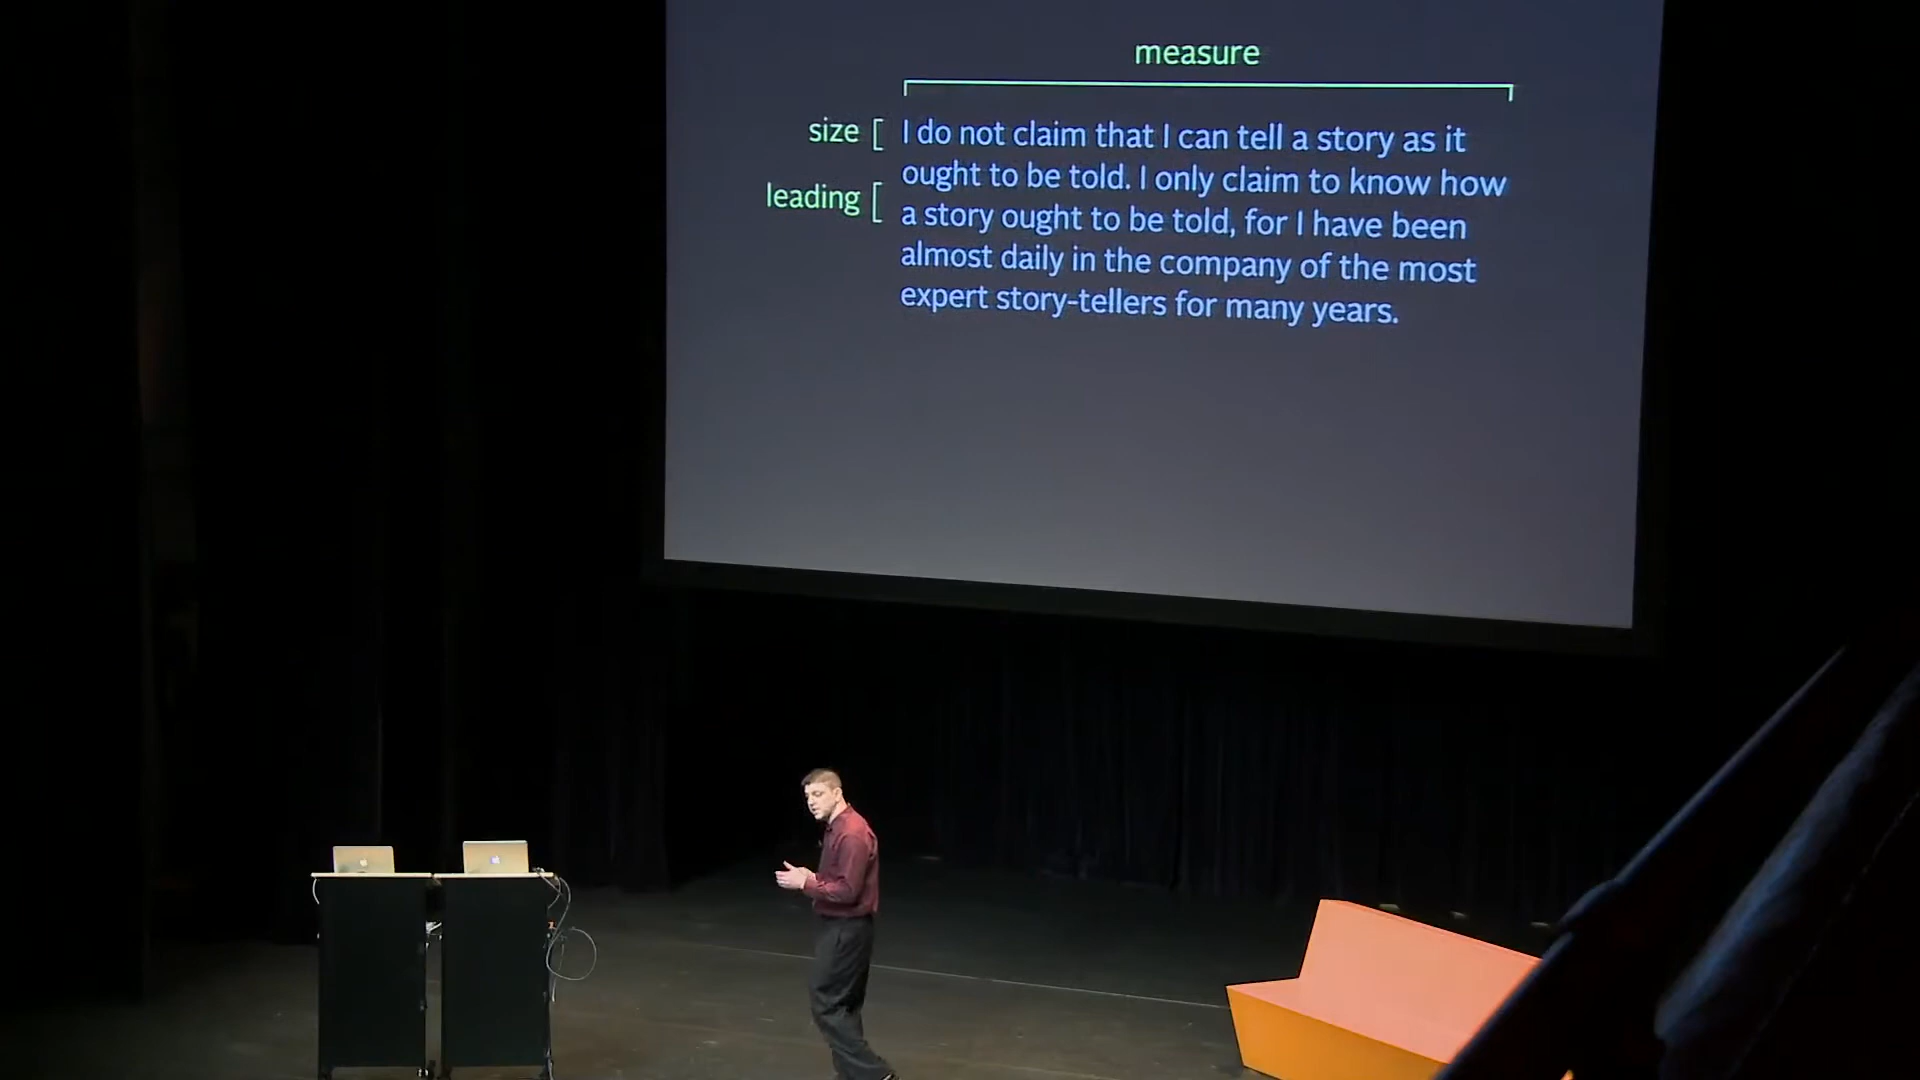 measure
size [ I do not claim that I can tell a story as it
ought to be told. I only claim to know how
leading [ a story ought to be told, for I have been
almost daily in the company of the most
expert story-tellers for many years.